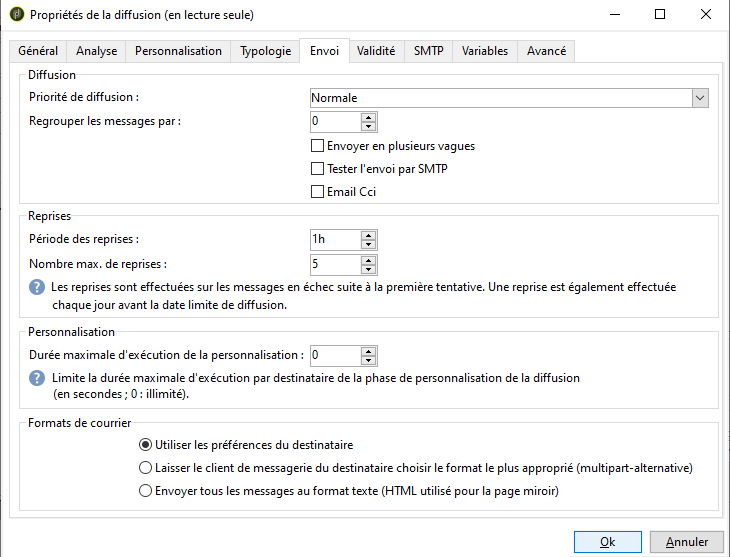 Propriétés de la diffusion (en lecture seule)
Général Analyse Personnalisation Typologie Envoi Validité SMTP Variables Avancé
Diffusion
Priorité de diffusion : Normale
Regrouper les messages par : 0
Envoyer en plusieurs vagues
Tester l'envoi par SMTP
Email Cci
Reprises
Période des reprises : 1h
Nombre max. de reprises : 5
Les reprises sont effectuées sur les messages en échec suite à la première tentative. Une reprise est également effectuée
chaque jour avant la date limite de diffusion.
Personnalisation
Durée maximale d'exécution de la personnalisation : 0
Limite la durée maximale d'exécution par destinataire de la phase de personnalisation de la diffusion
(en secondes ; 0 : illimité).
Formats de courrier
Utiliser les préférences du destinataire
Laisser le client de messagerie du destinataire choisir le format le plus approprié (multipart-alternative)
Envoyer tous les messages au format texte (HTML utilisé pour la page miroir)
Ok Annuler